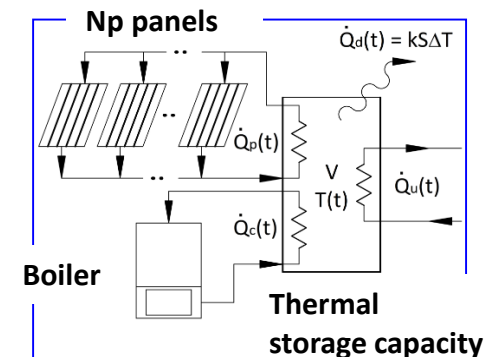 Np panels
Q̇d(t) = kSΔT
Q̇p(t)
V
T(t)
Q̇u(t)
Q̇c(t)
Boiler
Thermal
storage capacity